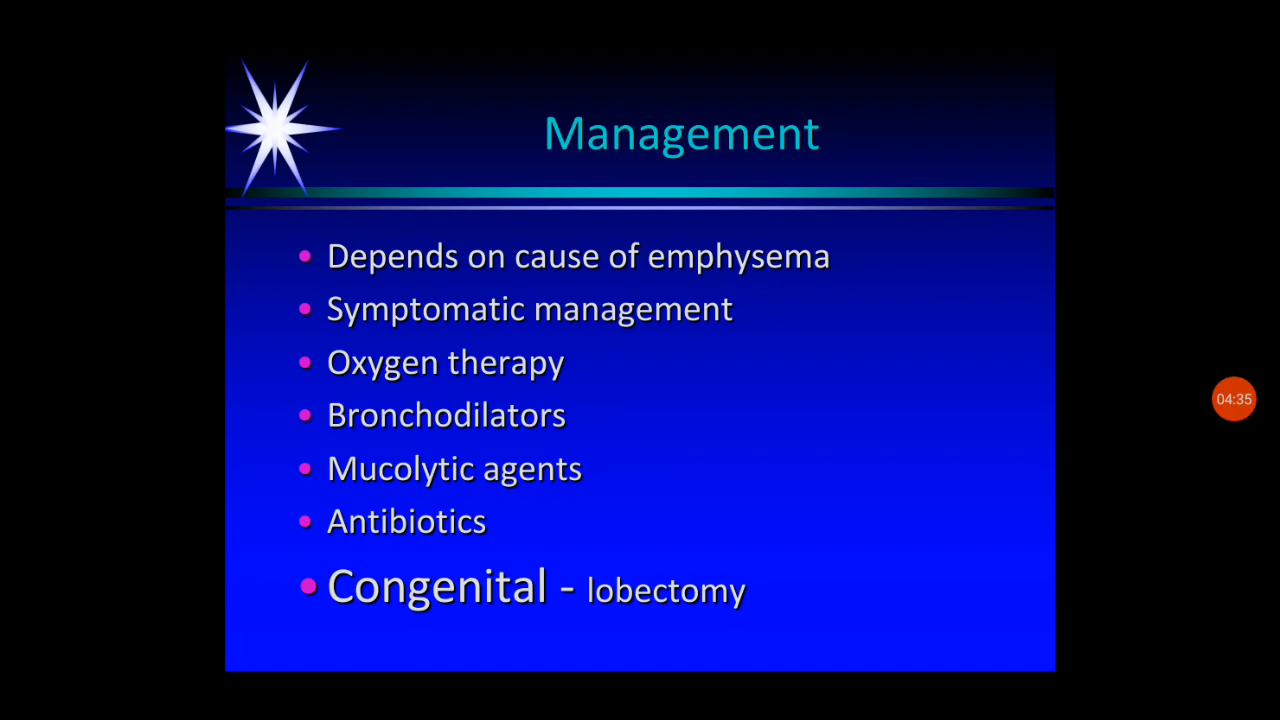 Management
• Depends on cause of emphysema
• Symptomatic management
• Oxygen therapy
• Bronchodilators
• Mucolytic agents
• Antibiotics
• Congenital - lobectomy
04:35